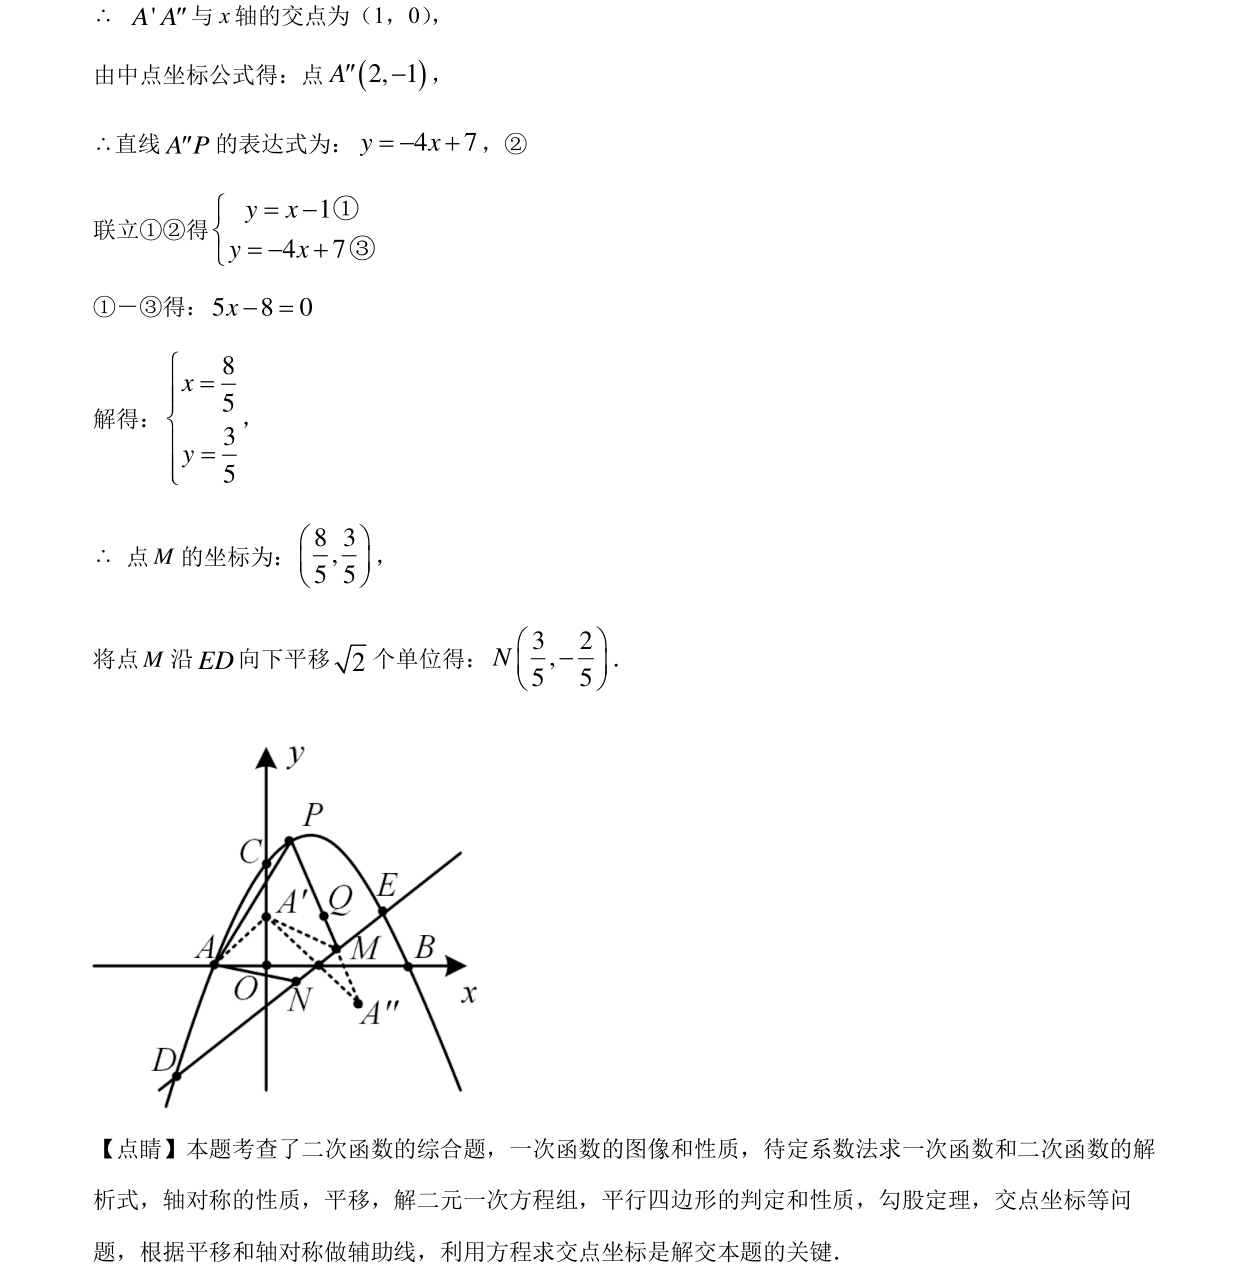 ∴ A'A″与 x 轴的交点为（1，0），
由中点坐标公式得：点 A″(2,−1)，
∴直线 A″P 的表达式为： y=−4x+7，②
联立①②得{y=x−1①
y=−4x+7③
①－③得：5x−8=0
解得：{x=8/5
y=3/5，
∴ 点 M 的坐标为：(8/5,3/5)，
将点 M 沿 ED 向下平移 √2 个单位得： N(3/5,−2/5)．
y
P
C
A' Q E
A M B
O N x
A″
D
【点睛】本题考查了二次函数的综合题，一次函数的图像和性质，待定系数法求一次函数和二次函数的解
析式，轴对称的性质，平移，解二元一次方程组，平行四边形的判定和性质，勾股定理，交点坐标等问
题，根据平移和轴对称做辅助线，利用方程求交点坐标是解交本题的关键．